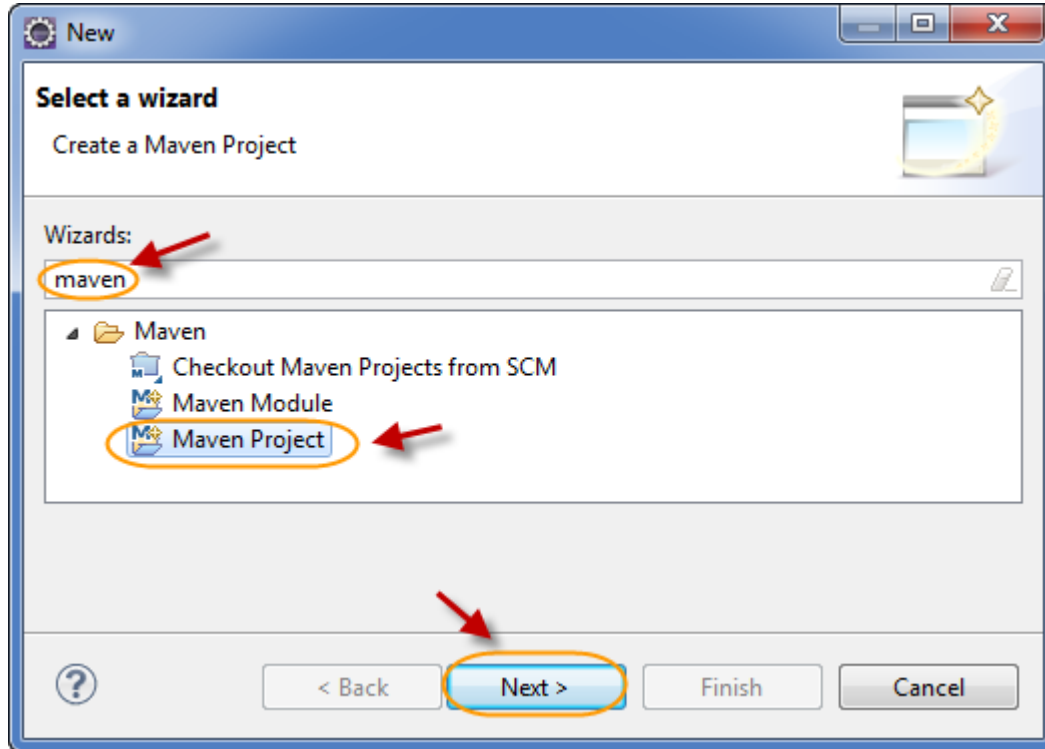 New
Select a wizard
Create a Maven Project
Wizards:
maven
Maven
Checkout Maven Projects from SCM
Maven Module
Maven Project
< Back Next > Finish Cancel